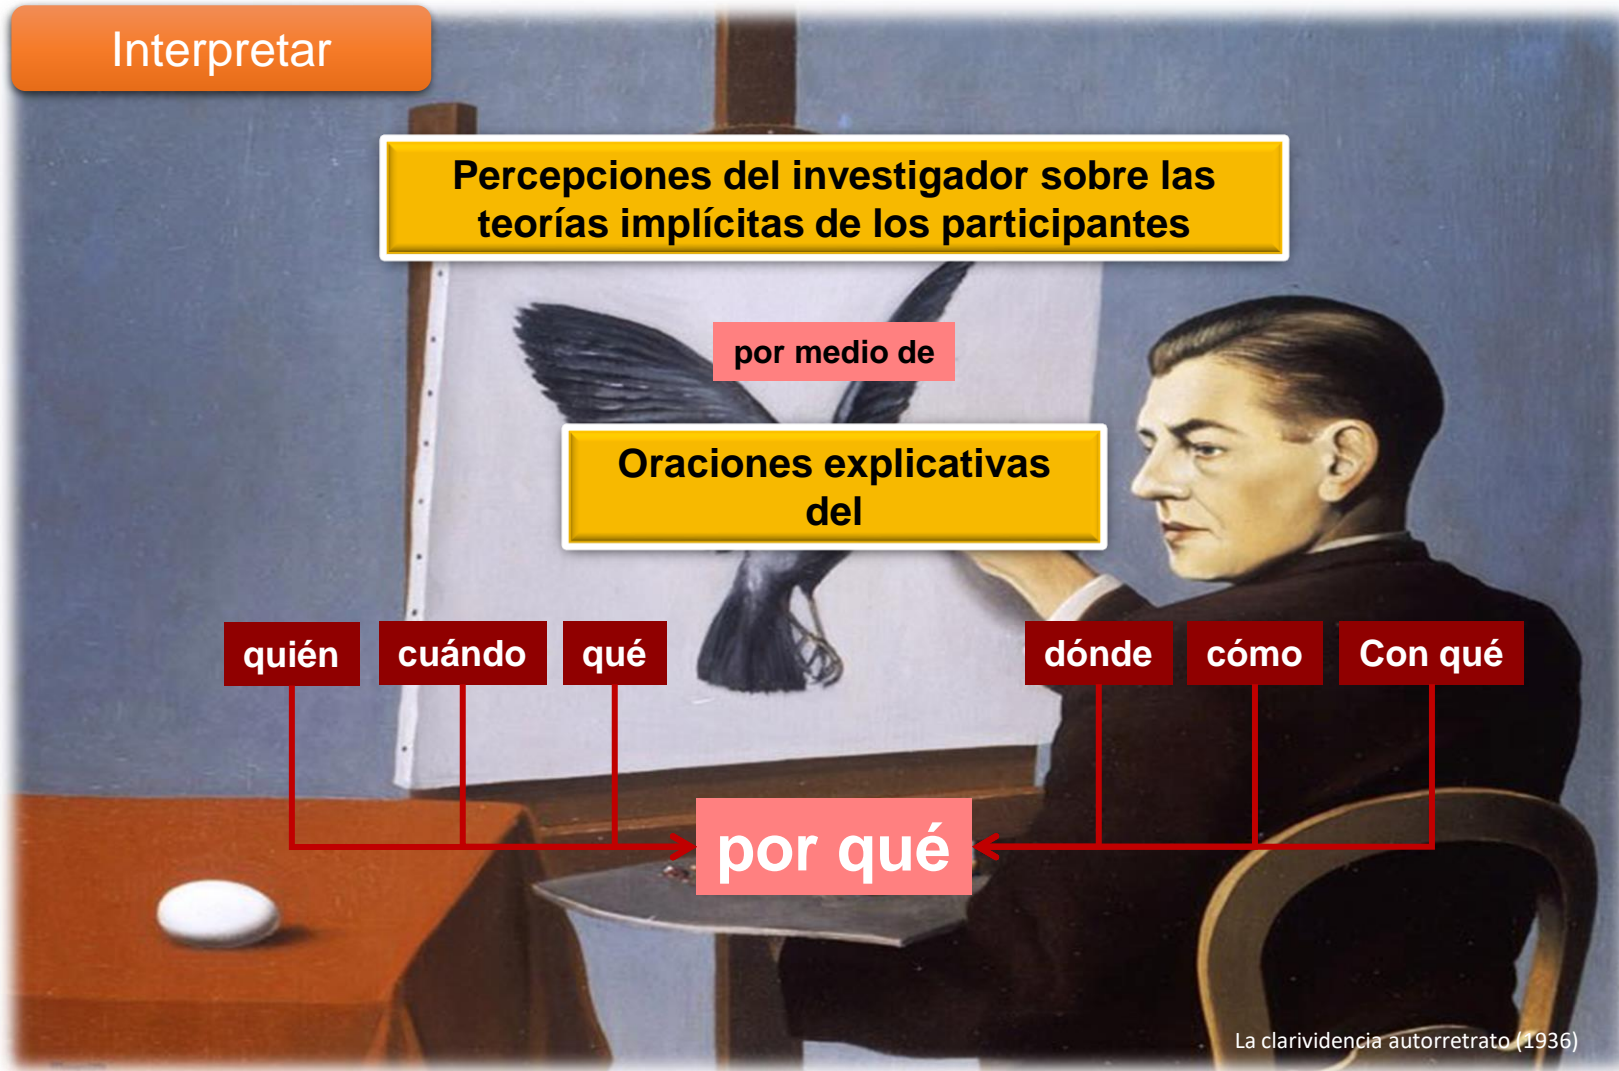 Interpretar
Percepciones del investigador sobre las
teorías implícitas de los participantes
por medio de
Oraciones explicativas
del
quién
cuándo
qué
dónde
cómo
Con qué
por qué
La clarividencia autorretrato (1936)